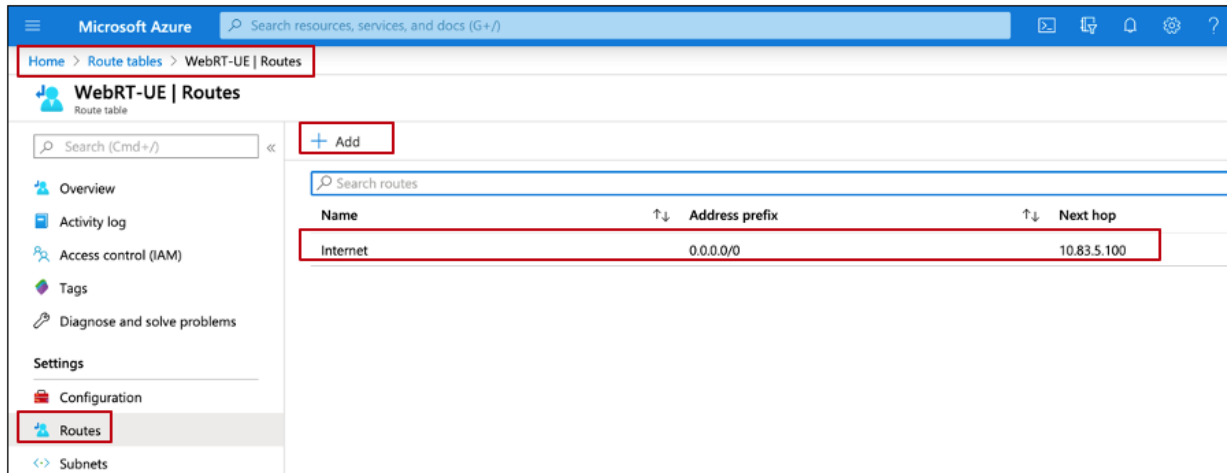 Microsoft Azure
Search resources, services, and docs (G+/)
Home > Route tables > WebRT-UE | Routes
WebRT-UE | Routes
Route table
Search (Cmd+/)
«
+ Add
Overview
Search routes
Activity log
Name ↑↓ Address prefix ↑↓ Next hop
Access control (IAM)
Internet 0.0.0.0/0 10.83.5.100
Tags
Diagnose and solve problems
Settings
Configuration
Routes
Subnets